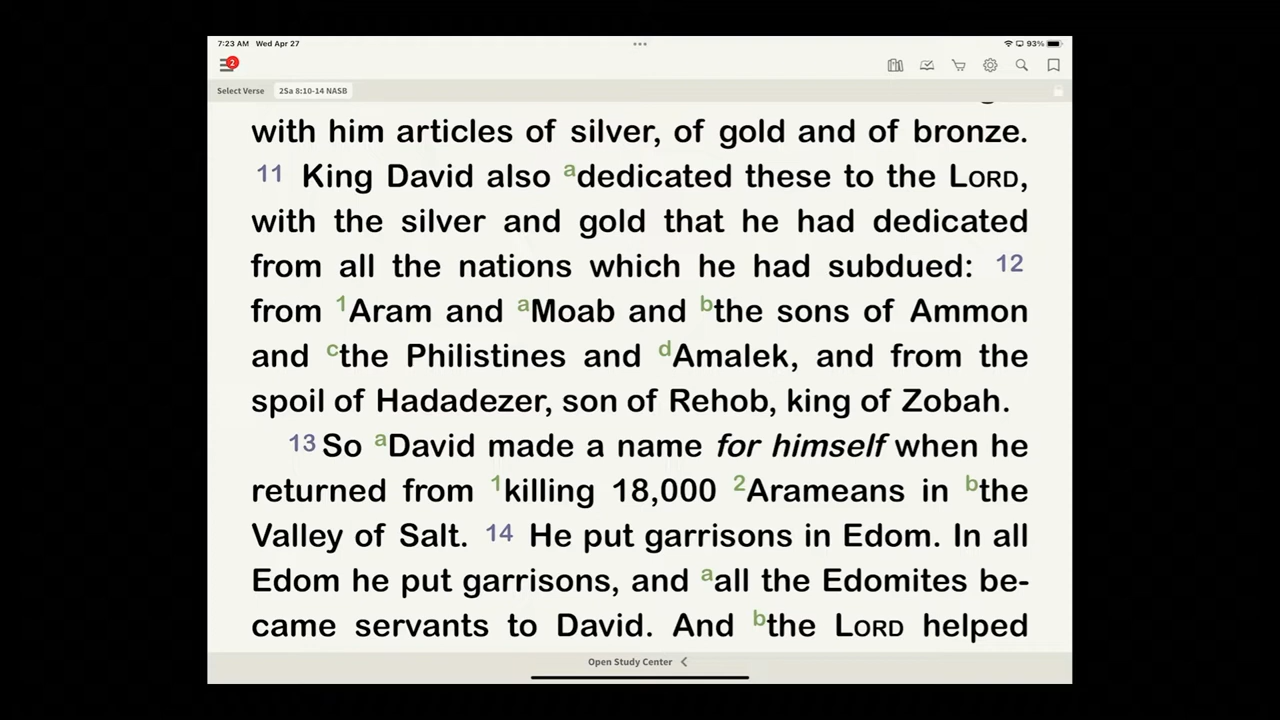 7:23 AM Wed Apr 27
93%
2
Select Verse 2Sa 8:10-14 NASB
with him articles of silver, of gold and of bronze.
11 King David also adedicated these to the LORD,
with the silver and gold that he had dedicated
from all the nations which he had subdued: 12
from 1Aram and aMoab and bthe sons of Ammon
and cthe Philistines and dAmalek, and from the
spoil of Hadadezer, son of Rehob, king of Zobah.
13 So aDavid made a name for himself when he
returned from 1killing 18,000 2Arameans in bthe
Valley of Salt. 14 He put garrisons in Edom. In all
Edom he put garrisons, and aall the Edomites be-
came servants to David. And bthe LORD helped
Open Study Center